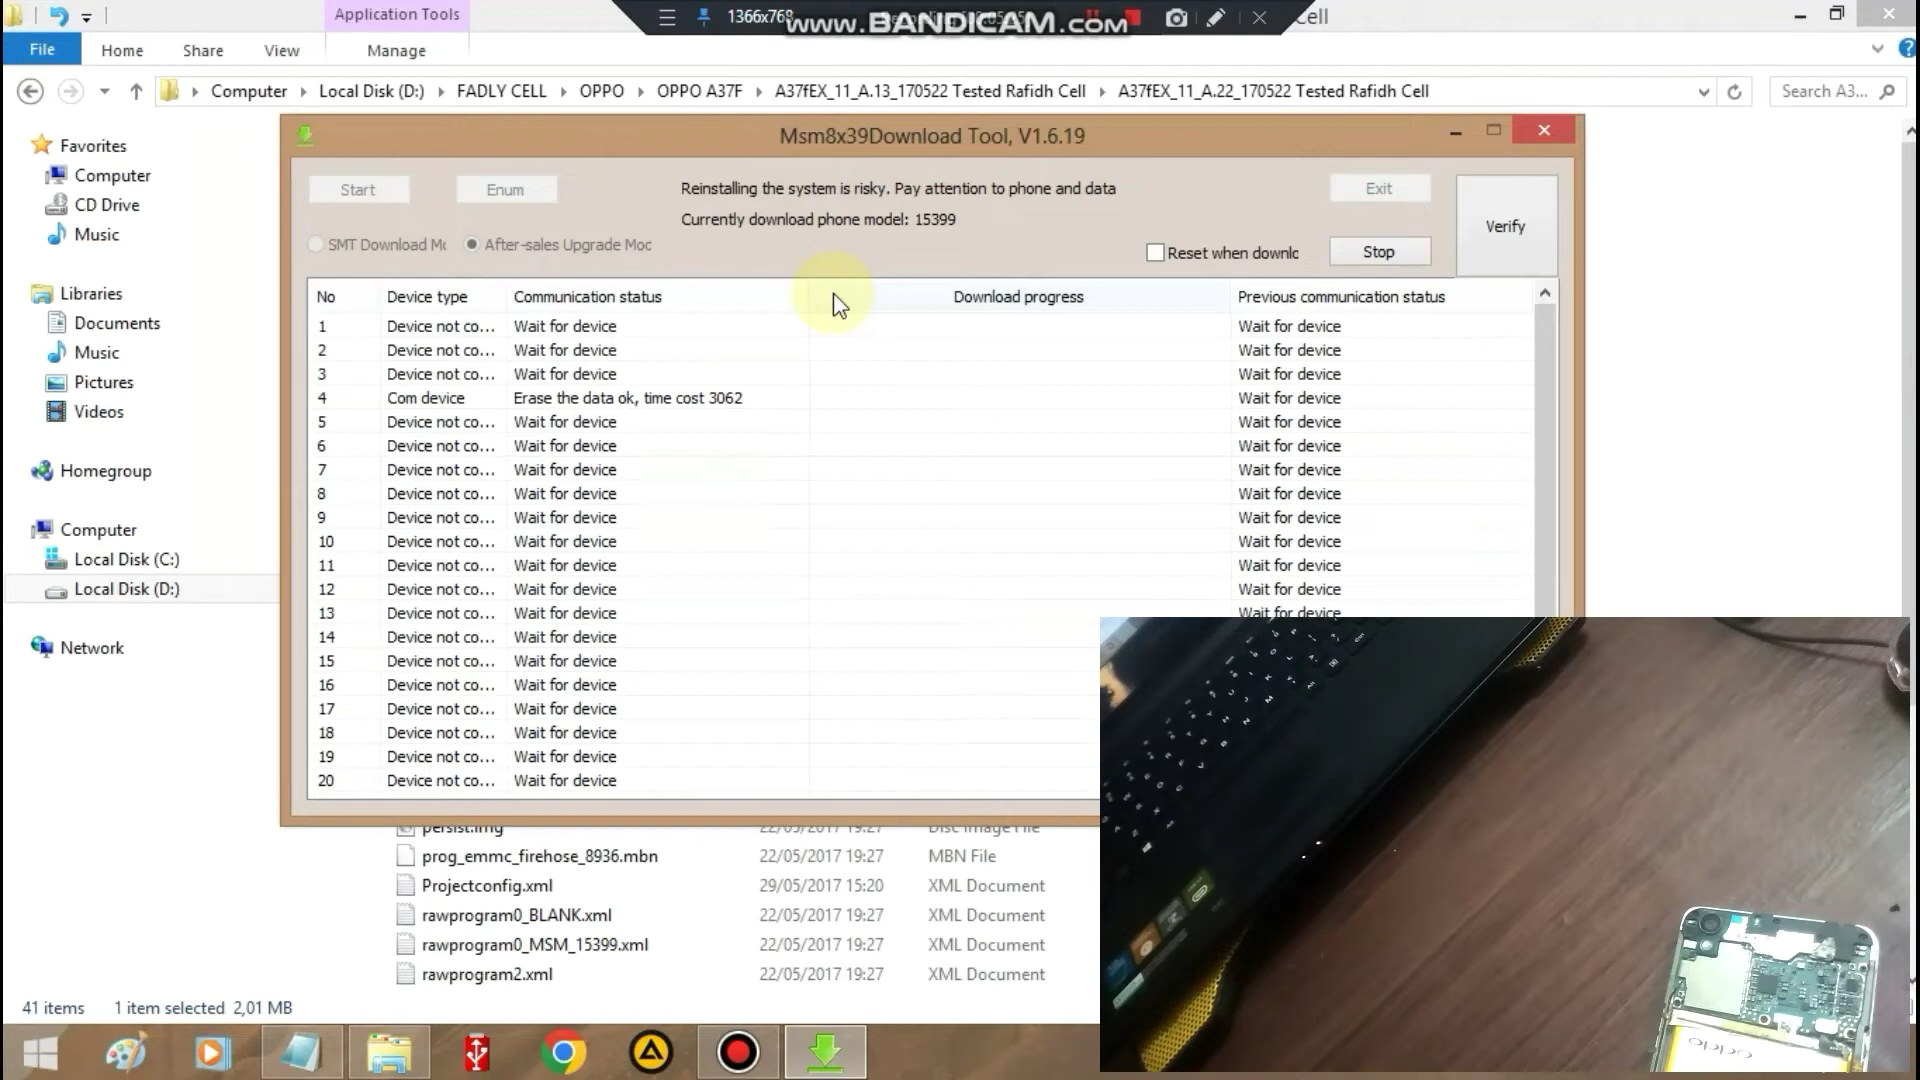 Application Tools
1366x768
www.BANDICAM.com
Cell
File
Home
Share
View
Manage
Computer
Local Disk (D:)
FADLY CELL
OPPO
OPPO A37F
A37fEX_11_A.13_170522 Tested Rafidh Cell
A37fEX_11_A.22_170522 Tested Rafidh Cell
Search A3...
Favorites
Computer
CD Drive
Music
Libraries
Documents
Music
Pictures
Videos
Homegroup
Computer
Local Disk (C:)
Local Disk (D:)
Network
Msm8x39Download Tool, V1.6.19
Start
Enum
Reinstalling the system is risky. Pay attention to phone and data
Exit
Verify
Currently download phone model: 15399
SMT Download Mo
After-sales Upgrade Moc
Reset when downlo
Stop
No Device type Communication status Download progress Previous communication status
1 Device not co... Wait for device Wait for device
2 Device not co... Wait for device Wait for device
3 Device not co... Wait for device Wait for device
4 Com device Erase the data ok, time cost 3062 Wait for device
5 Device not co... Wait for device Wait for device
6 Device not co... Wait for device Wait for device
7 Device not co... Wait for device Wait for device
8 Device not co... Wait for device Wait for device
9 Device not co... Wait for device Wait for device
10 Device not co... Wait for device Wait for device
11 Device not co... Wait for device Wait for device
12 Device not co... Wait for device Wait for device
13 Device not co... Wait for device Wait for device
14 Device not co... Wait for device
15 Device not co... Wait for device
16 Device not co... Wait for device
17 Device not co... Wait for device
18 Device not co... Wait for device
19 Device not co... Wait for device
20 Device not co... Wait for device
persist.img 22/05/2017 19:27 Disc Image File
prog_emmc_firehose_8936.mbn 22/05/2017 19:27 MBN File
Projectconfig.xml 29/05/2017 15:20 XML Document
rawprogram0_BLANK.xml 22/05/2017 19:27 XML Document
rawprogram0_MSM_15399.xml 22/05/2017 19:27 XML Document
rawprogram2.xml 22/05/2017 19:27 XML Document
41 items
1 item selected 2,01 MB
oppo